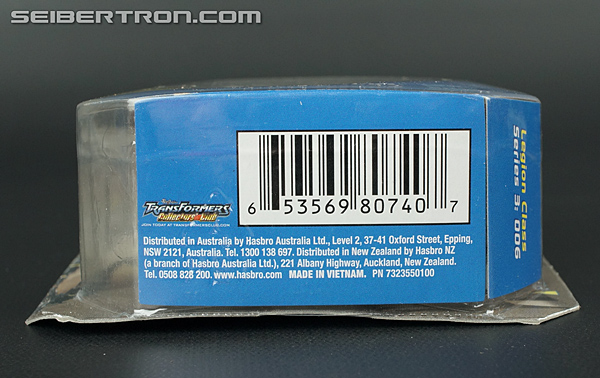 SEIBERTRON.COM
Legion Class
Series 3: 006
6 53569 80740 7
TRANSFORMERS
Collectors' Club
JOIN TODAY AT TRANSFORMERSCLUB.COM
Distributed in Australia by Hasbro Australia Ltd., Level 2, 37-41 Oxford Street, Epping,
NSW 2121, Australia. Tel. 1300 138 697. Distributed in New Zealand by Hasbro NZ
(a branch of Hasbro Australia Ltd.), 221 Albany Highway, Auckland, New Zealand.
Tel. 0508 828 200. www.hasbro.com MADE IN VIETNAM. PN 7323550100